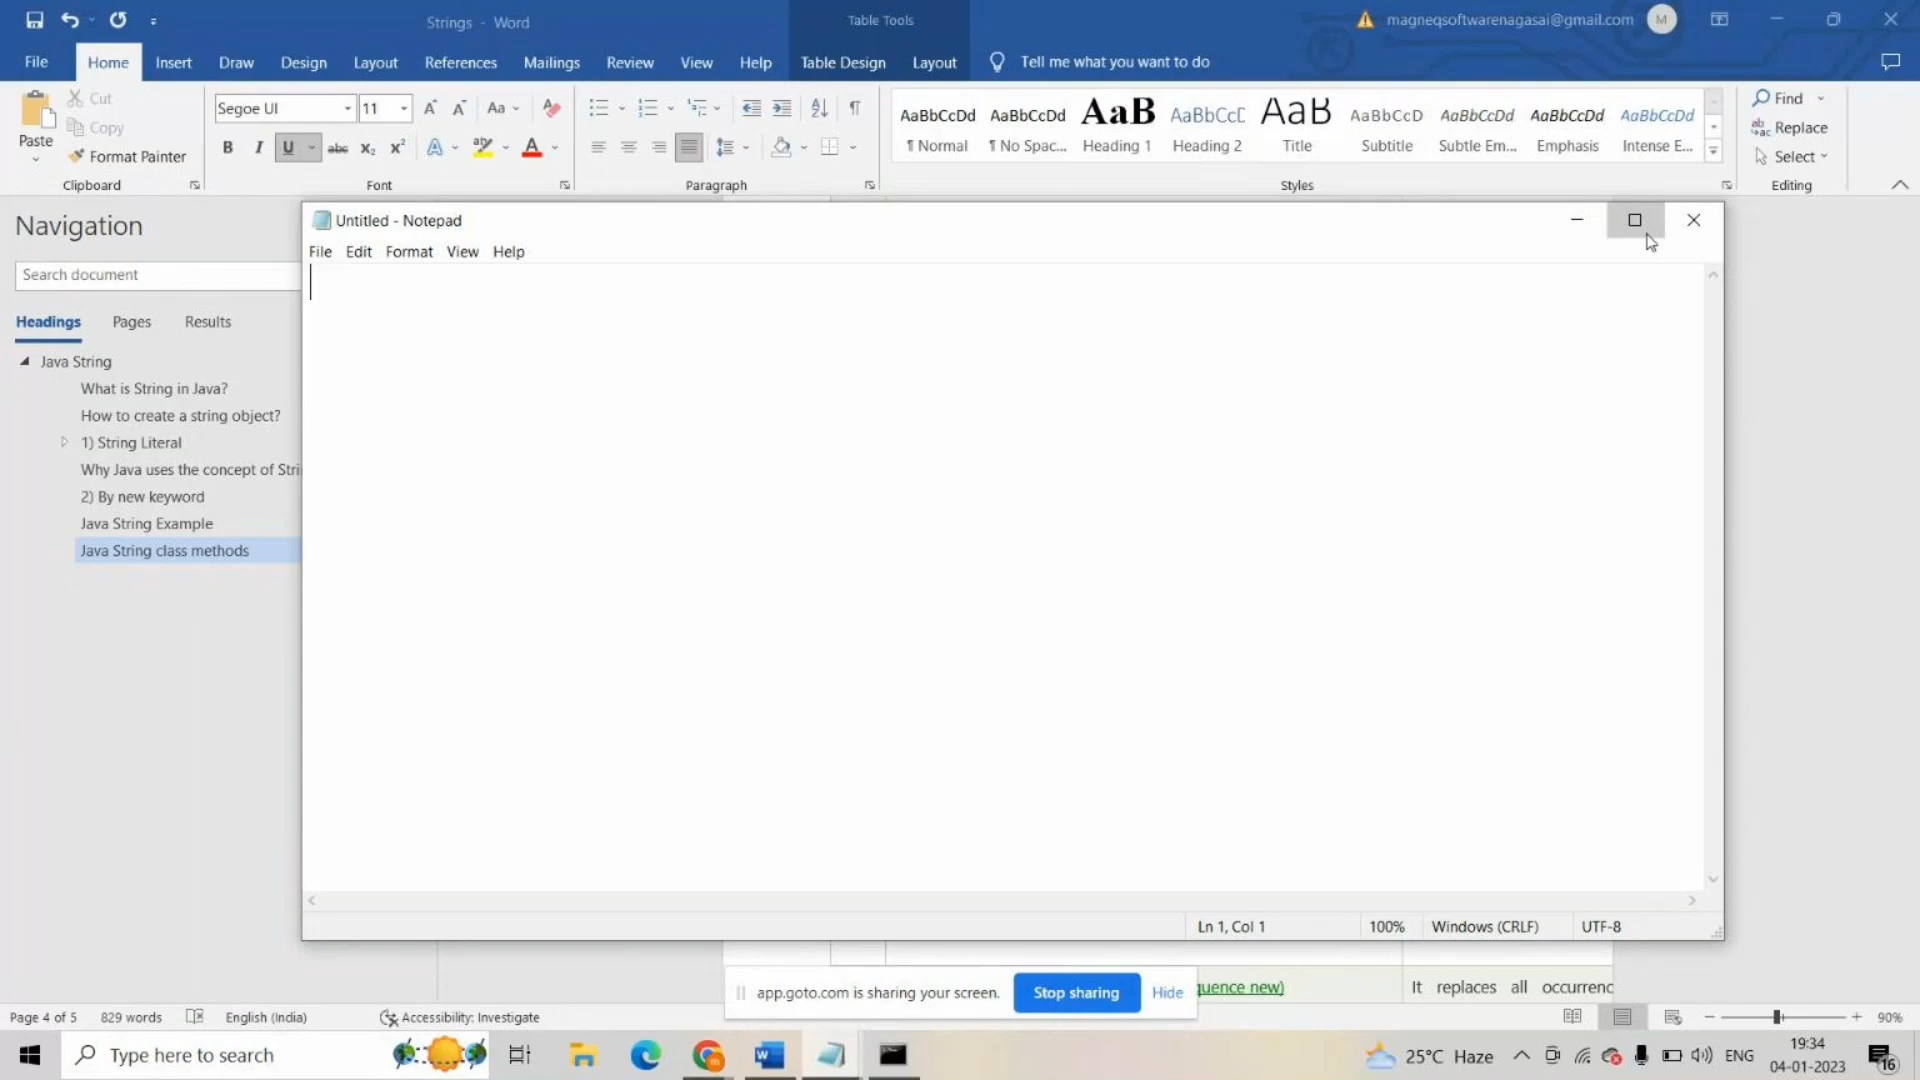 Strings - Word
Table Tools
magneqsoftwarenagasai@gmail.com
M
File Home Insert Draw Design Layout References Mailings Review View Help Table Design Layout Tell me what you want to do
Paste
Cut
Copy
Format Painter
Clipboard
Segoe UI 11
Font
Paragraph
AaBbCcDd AaBbCcDd AaB AaBbCcC AaB AaBbCcD AaBbCcDd AaBbCcDd AaBbCcDd
¶ Normal ¶ No Spac... Heading 1 Heading 2 Title Subtitle Subtle Em... Emphasis Intense E...
Styles
Find
Replace
Select
Editing
Navigation
Search document
Headings Pages Results
Java String
What is String in Java?
How to create a string object?
1) String Literal
Why Java uses the concept of Stri
2) By new keyword
Java String Example
Java String class methods
Untitled - Notepad
File Edit Format View Help
Ln 1, Col 1 100% Windows (CRLF) UTF-8
app.goto.com is sharing your screen. Stop sharing Hide
quence new)
It replaces all occurrenc
Page 4 of 5 829 words English (India) Accessibility: Investigate 90%
Type here to search
25°C Haze ENG
19:34
04-01-2023
16